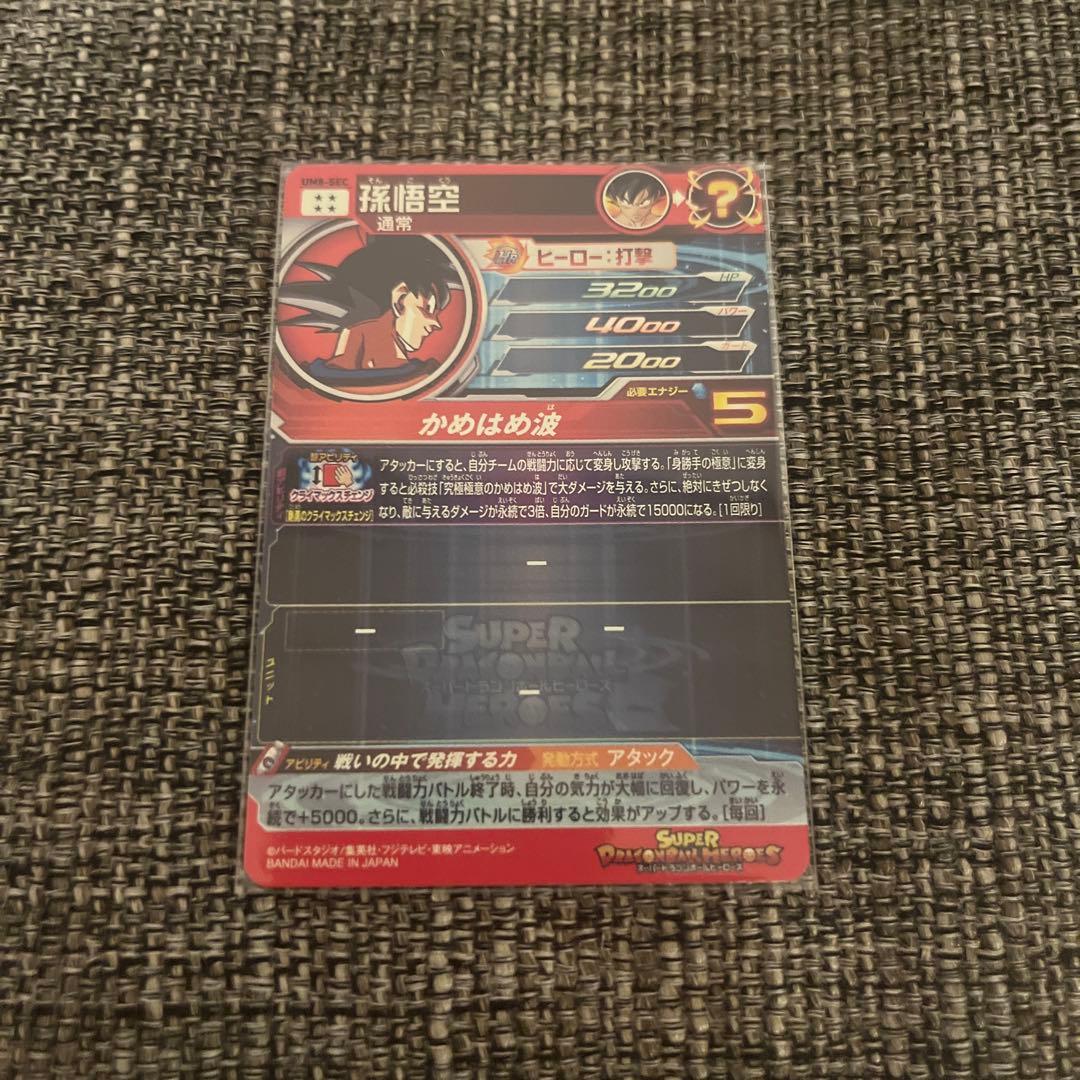 UM8-SEC
そんごくう
孫悟空
通常
?
ヒーロー:打撃
HP
3200
パワー
4000
ガード
2000
必要エナジー 5
かめはめ波
超アビリティ
クライマックスチェンジ
アタッカーにすると、自分チームの戦闘力に応じて変身し攻撃する。「身勝手の極意」に変身
すると必殺技「究極極意のかめはめ波」で大ダメージを与える。さらに、絶対にきぜつしなく
なり、敵に与えるダメージが永続で3倍、自分のガードが永続で15000になる。[1回限り]
ユニット
SUPER
DRAGONBALL
スーパードラゴンボールヒーローズ
HEROES
アビリティ 戦いの中で発揮する力 発動方式 アタック
アタッカーにした戦闘力バトル終了時、自分の気力が大幅に回復し、パワーを永
続で+5000。さらに、戦闘力バトルに勝利すると効果がアップする。[毎回]
©バードスタジオ/集英社・フジテレビ・東映アニメーション
BANDAI MADE IN JAPAN
SUPER
DRAGONBALL HEROES
スーパードラゴンボールヒーローズ